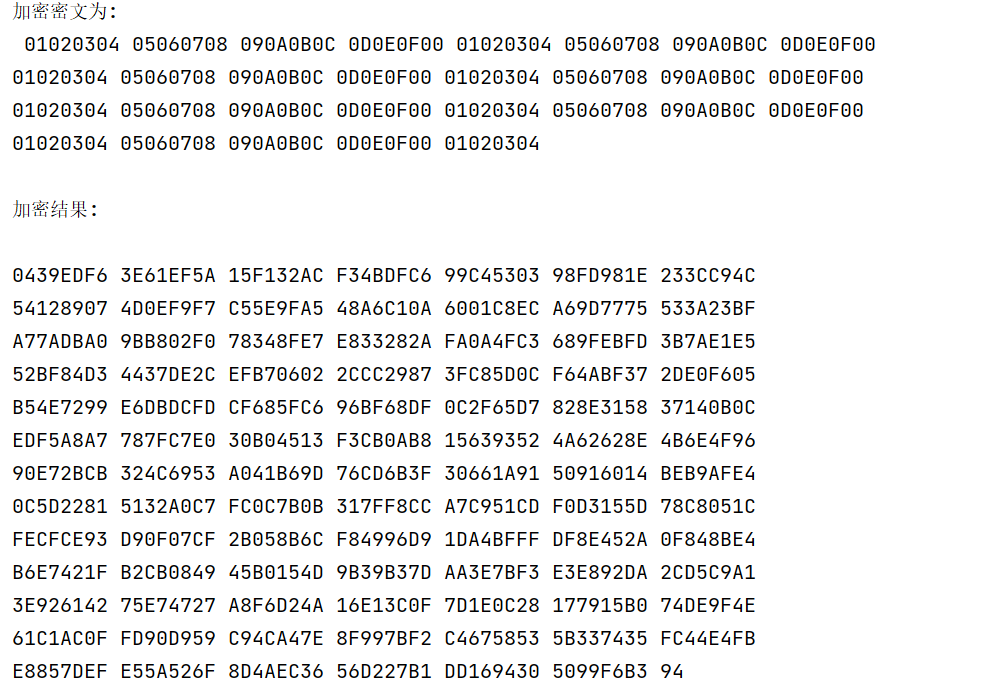 加密密文为：
01020304 05060708 090A0B0C 0D0E0F00 01020304 05060708 090A0B0C 0D0E0F00
01020304 05060708 090A0B0C 0D0E0F00 01020304 05060708 090A0B0C 0D0E0F00
01020304 05060708 090A0B0C 0D0E0F00 01020304 05060708 090A0B0C 0D0E0F00
01020304 05060708 090A0B0C 0D0E0F00 01020304
加密结果：
0439EDF6 3E61EF5A 15F132AC F34BDFC6 99C45303 98FD981E 233CC94C
54128907 4D0EF9F7 C55E9FA5 48A6C10A 6001C8EC A69D7775 533A23BF
A77ADBA0 9BB802F0 78348FE7 E833282A FA0A4FC3 689FEBFD 3B7AE1E5
52BF84D3 4437DE2C EFB70602 2CCC2987 3FC85D0C F64ABF37 2DE0F605
B54E7299 E6DBDCFD CF685FC6 96BF68DF 0C2F65D7 828E3158 37140B0C
EDF5A8A7 787FC7E0 30B04513 F3CB0AB8 15639352 4A62628E 4B6E4F96
90E72BCB 324C6953 A041B69D 76CD6B3F 30661A91 50916014 BEB9AFE4
0C5D2281 5132A0C7 FC0C7B0B 317FF8CC A7C951CD F0D3155D 78C8051C
FECFCE93 D90F07CF 2B058B6C F84996D9 1DA4BFFF DF8E452A 0F848BE4
B6E7421F B2CB0849 45B0154D 9B39B37D AA3E7BF3 E3E892DA 2CD5C9A1
3E926142 75E74727 A8F6D24A 16E13C0F 7D1E0C28 177915B0 74DE9F4E
61C1AC0F FD90D959 C94CA47E 8F997BF2 C4675853 5B337435 FC44E4FB
E8857DEF E55A526F 8D4AEC36 56D227B1 DD169430 5099F6B3 94